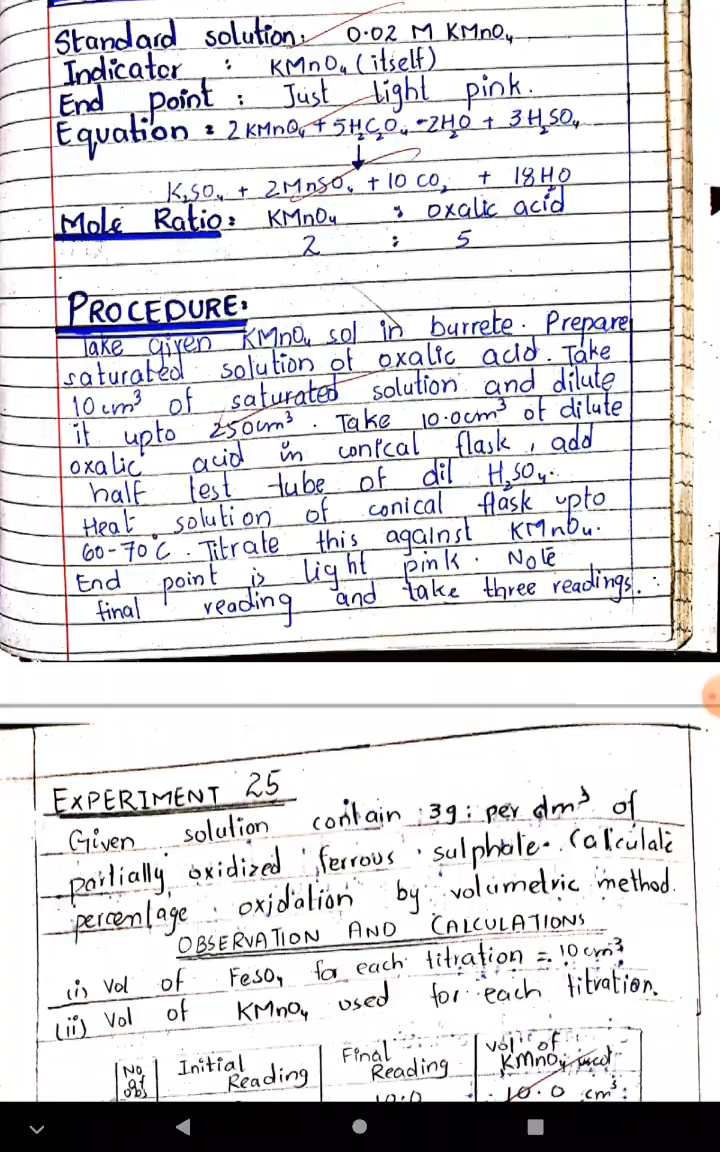 Standard solution: 0.02 M KMnO₄
Indicator : KMnO₄ (itself)
End point : Just light pink.
Equation : 2KMnO₄ + 5H₂C₂O₄·2H₂O + 3H₂SO₄
↓
K₂SO₄ + 2MnSO₄ + 10CO₂ + 18H₂O
Mole Ratio: KMnO₄ : oxalic acid
2 : 5
PROCEDURE:
Take given KMnO₄ sol in burrete. Prepare
saturated solution of oxalic acid. Take
10cm³ of saturated solution and dilute
it upto 250cm³. Take 10.0cm³ of dilute
oxalic acid in conical flask, add
half test tube of dil H₂SO₄.
Heat solution of conical flask upto
60-70°C. Titrate this against KMnO₄.
End point is light pink. Note
final reading and take three readings.
EXPERIMENT 25
Given solution contain 3g per dm³ of
partially oxidized ferrous sulphate. Calculate
percentage oxidation by volumetric method.
OBSERVATION AND CALCULATIONS
(i) Vol of FeSO₄ for each titration = 10cm³
(ii) Vol of KMnO₄ used for each titration.
No of obs Initial Reading Final Reading Vol of KMnO₄ used
10.0 10.0 cm³